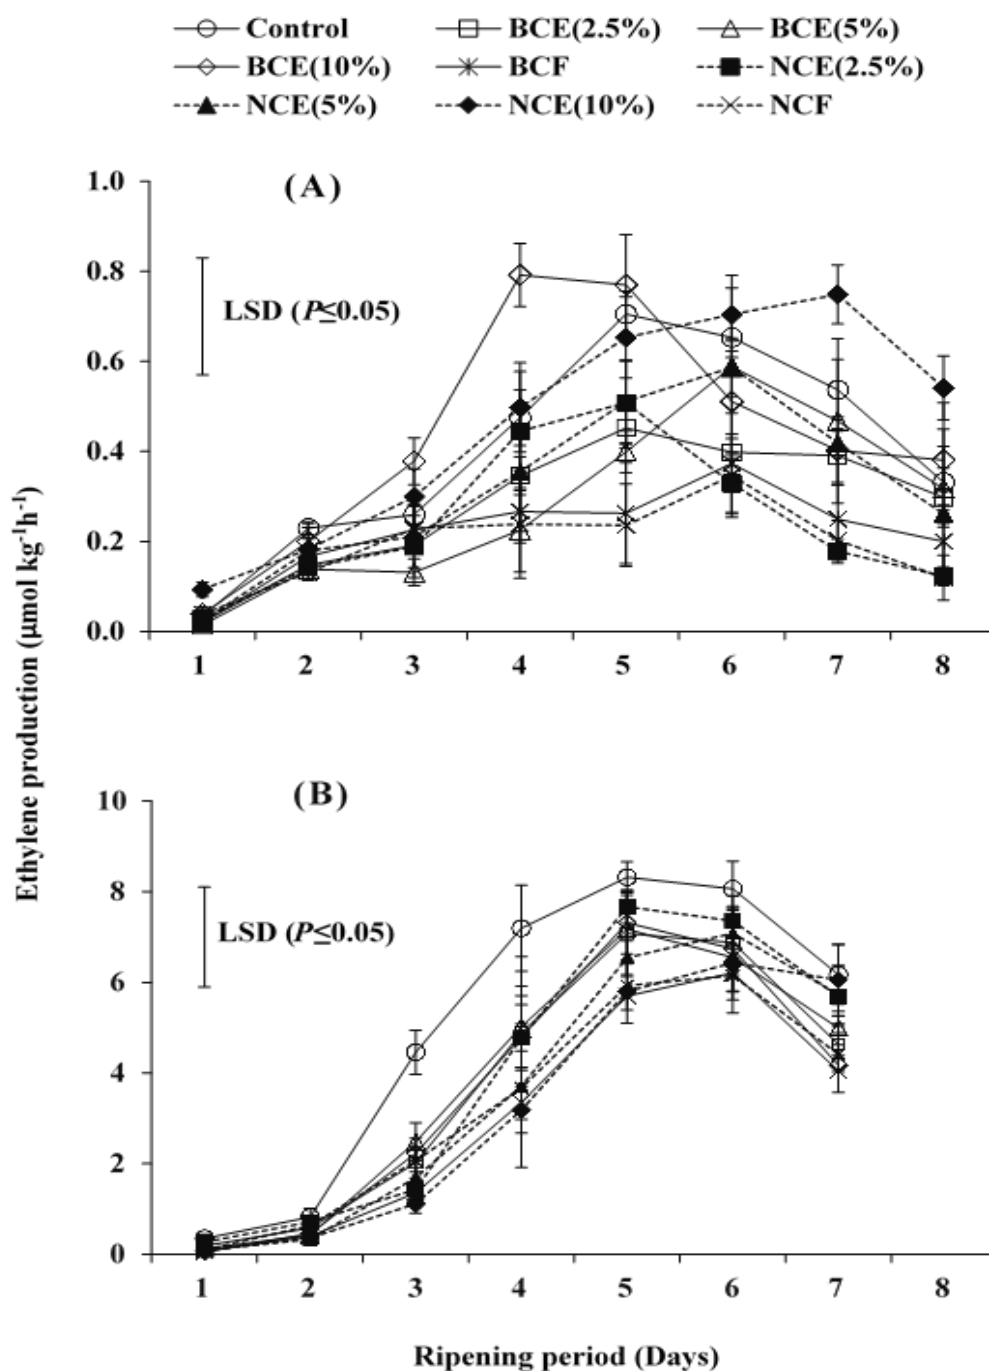 Control BCE(2.5%) BCE(5%)
BCE(10%) BCF NCE(2.5%)
NCE(5%) NCE(10%) NCF
(A)
1.0
0.8
LSD (P≤0.05)
0.6
0.4
0.2
0.0
1 2 3 4 5 6 7 8
Ethylene production (µmol kg⁻¹h⁻¹)
(B)
10
8
LSD (P≤0.05)
6
4
2
0
1 2 3 4 5 6 7 8
Ripening period (Days)